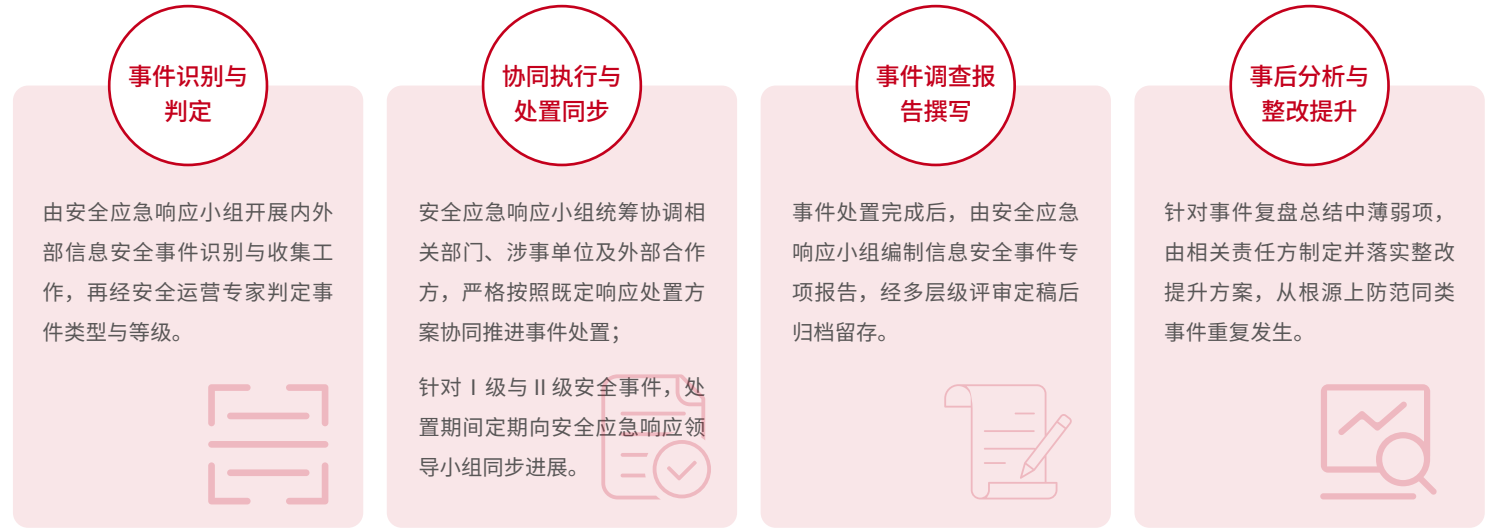 事件识别与
判定
由安全应急响应小组开展内外
部信息安全事件识别与收集工
作，再经安全运营专家判定事
件类型与等级。
协同执行与
处置同步
安全应急响应小组统筹协调相
关部门、涉事单位及外部合作
方，严格按照既定响应处置方
案协同推进事件处置；
针对Ⅰ级与Ⅱ级安全事件，处
置期间定期向安全应急响应领
导小组同步进展。
事件调查报
告撰写
事件处置完成后，由安全应急
响应小组编制信息安全事件专
项报告，经多层级评审定稿后
归档留存。
事后分析与
整改提升
针对事件复盘总结中薄弱项，
由相关责任方制定并落实整改
提升方案，从根源上防范同类
事件重复发生。